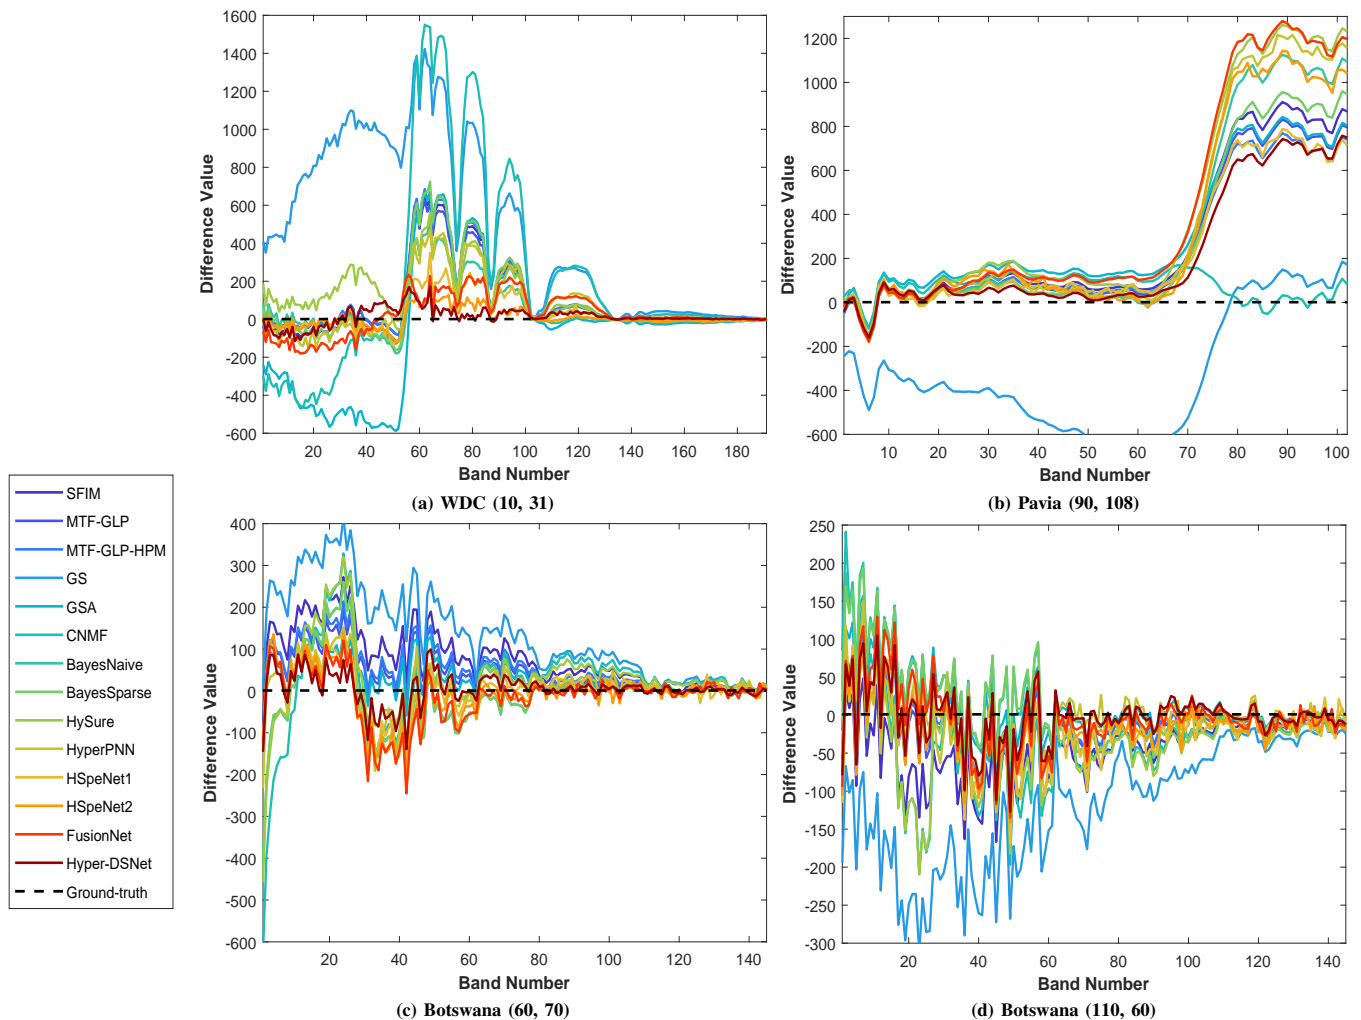 1600
1400
1200
1000
800
600
400
200
0
-200
-400
-600
20 40 60 80 100 120 140 160 180
Difference Value
Band Number
(a) WDC (10, 31)
1200
1000
800
600
400
200
0
-200
-400
-600
10 20 30 40 50 60 70 80 90 100
Difference Value
Band Number
(b) Pavia (90, 108)
SFIM
MTF-GLP
MTF-GLP-HPM
GS
GSA
CNMF
BayesNaive
BayesSparse
HySure
HyperPNN
HSpeNet1
HSpeNet2
FusionNet
Hyper-DSNet
Ground-truth
400
300
200
100
0
-100
-200
-300
-400
-500
-600
20 40 60 80 100 120 140
Difference Value
Band Number
(c) Botswana (60, 70)
250
200
150
100
50
0
-50
-100
-150
-200
-250
-300
20 40 60 80 100 120 140
Difference Value
Band Number
(d) Botswana (110, 60)